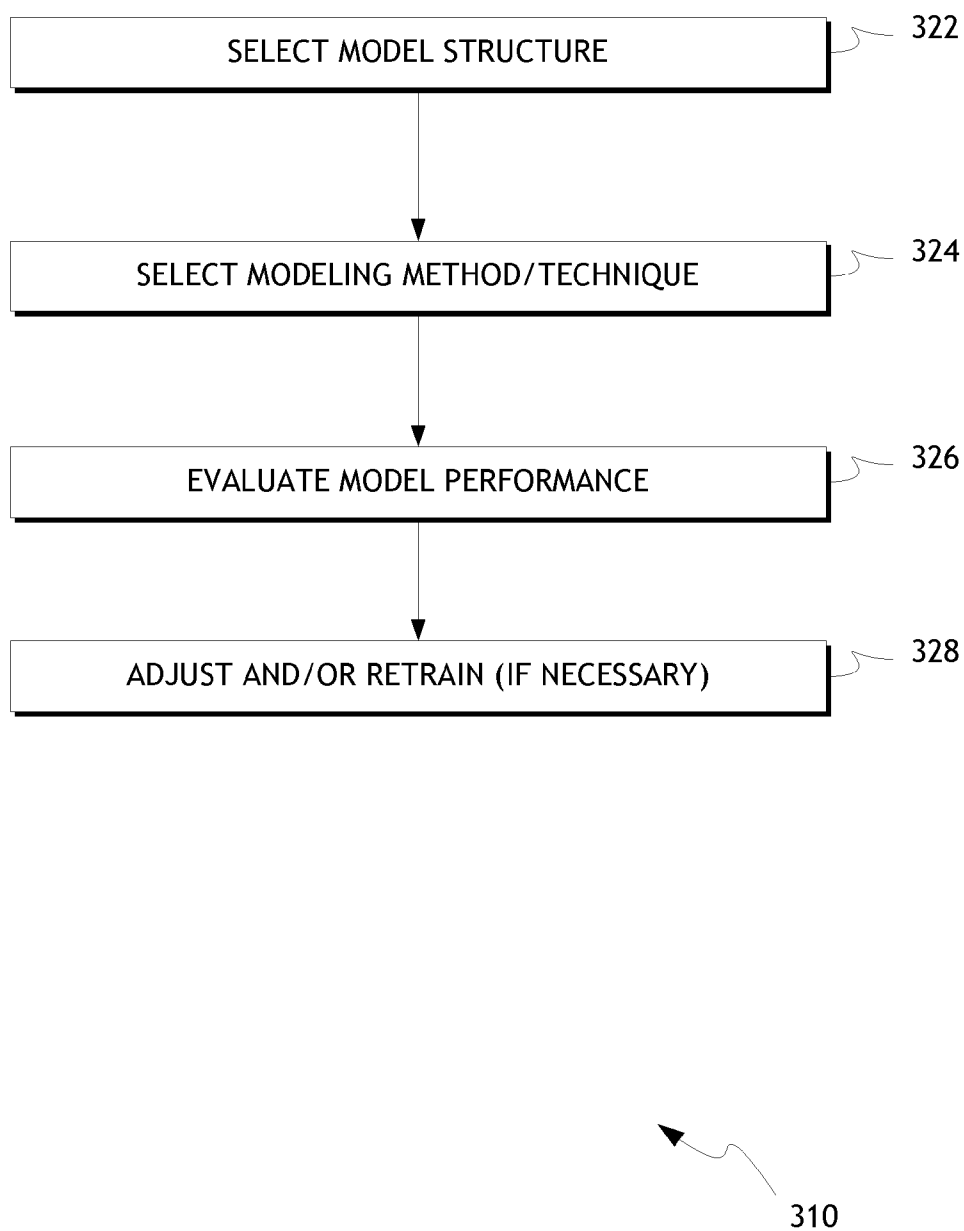 SELECT MODEL STRUCTURE
322
SELECT MODELING METHOD/TECHNIQUE
324
EVALUATE MODEL PERFORMANCE
326
ADJUST AND/OR RETRAIN (IF NECESSARY)
328
310